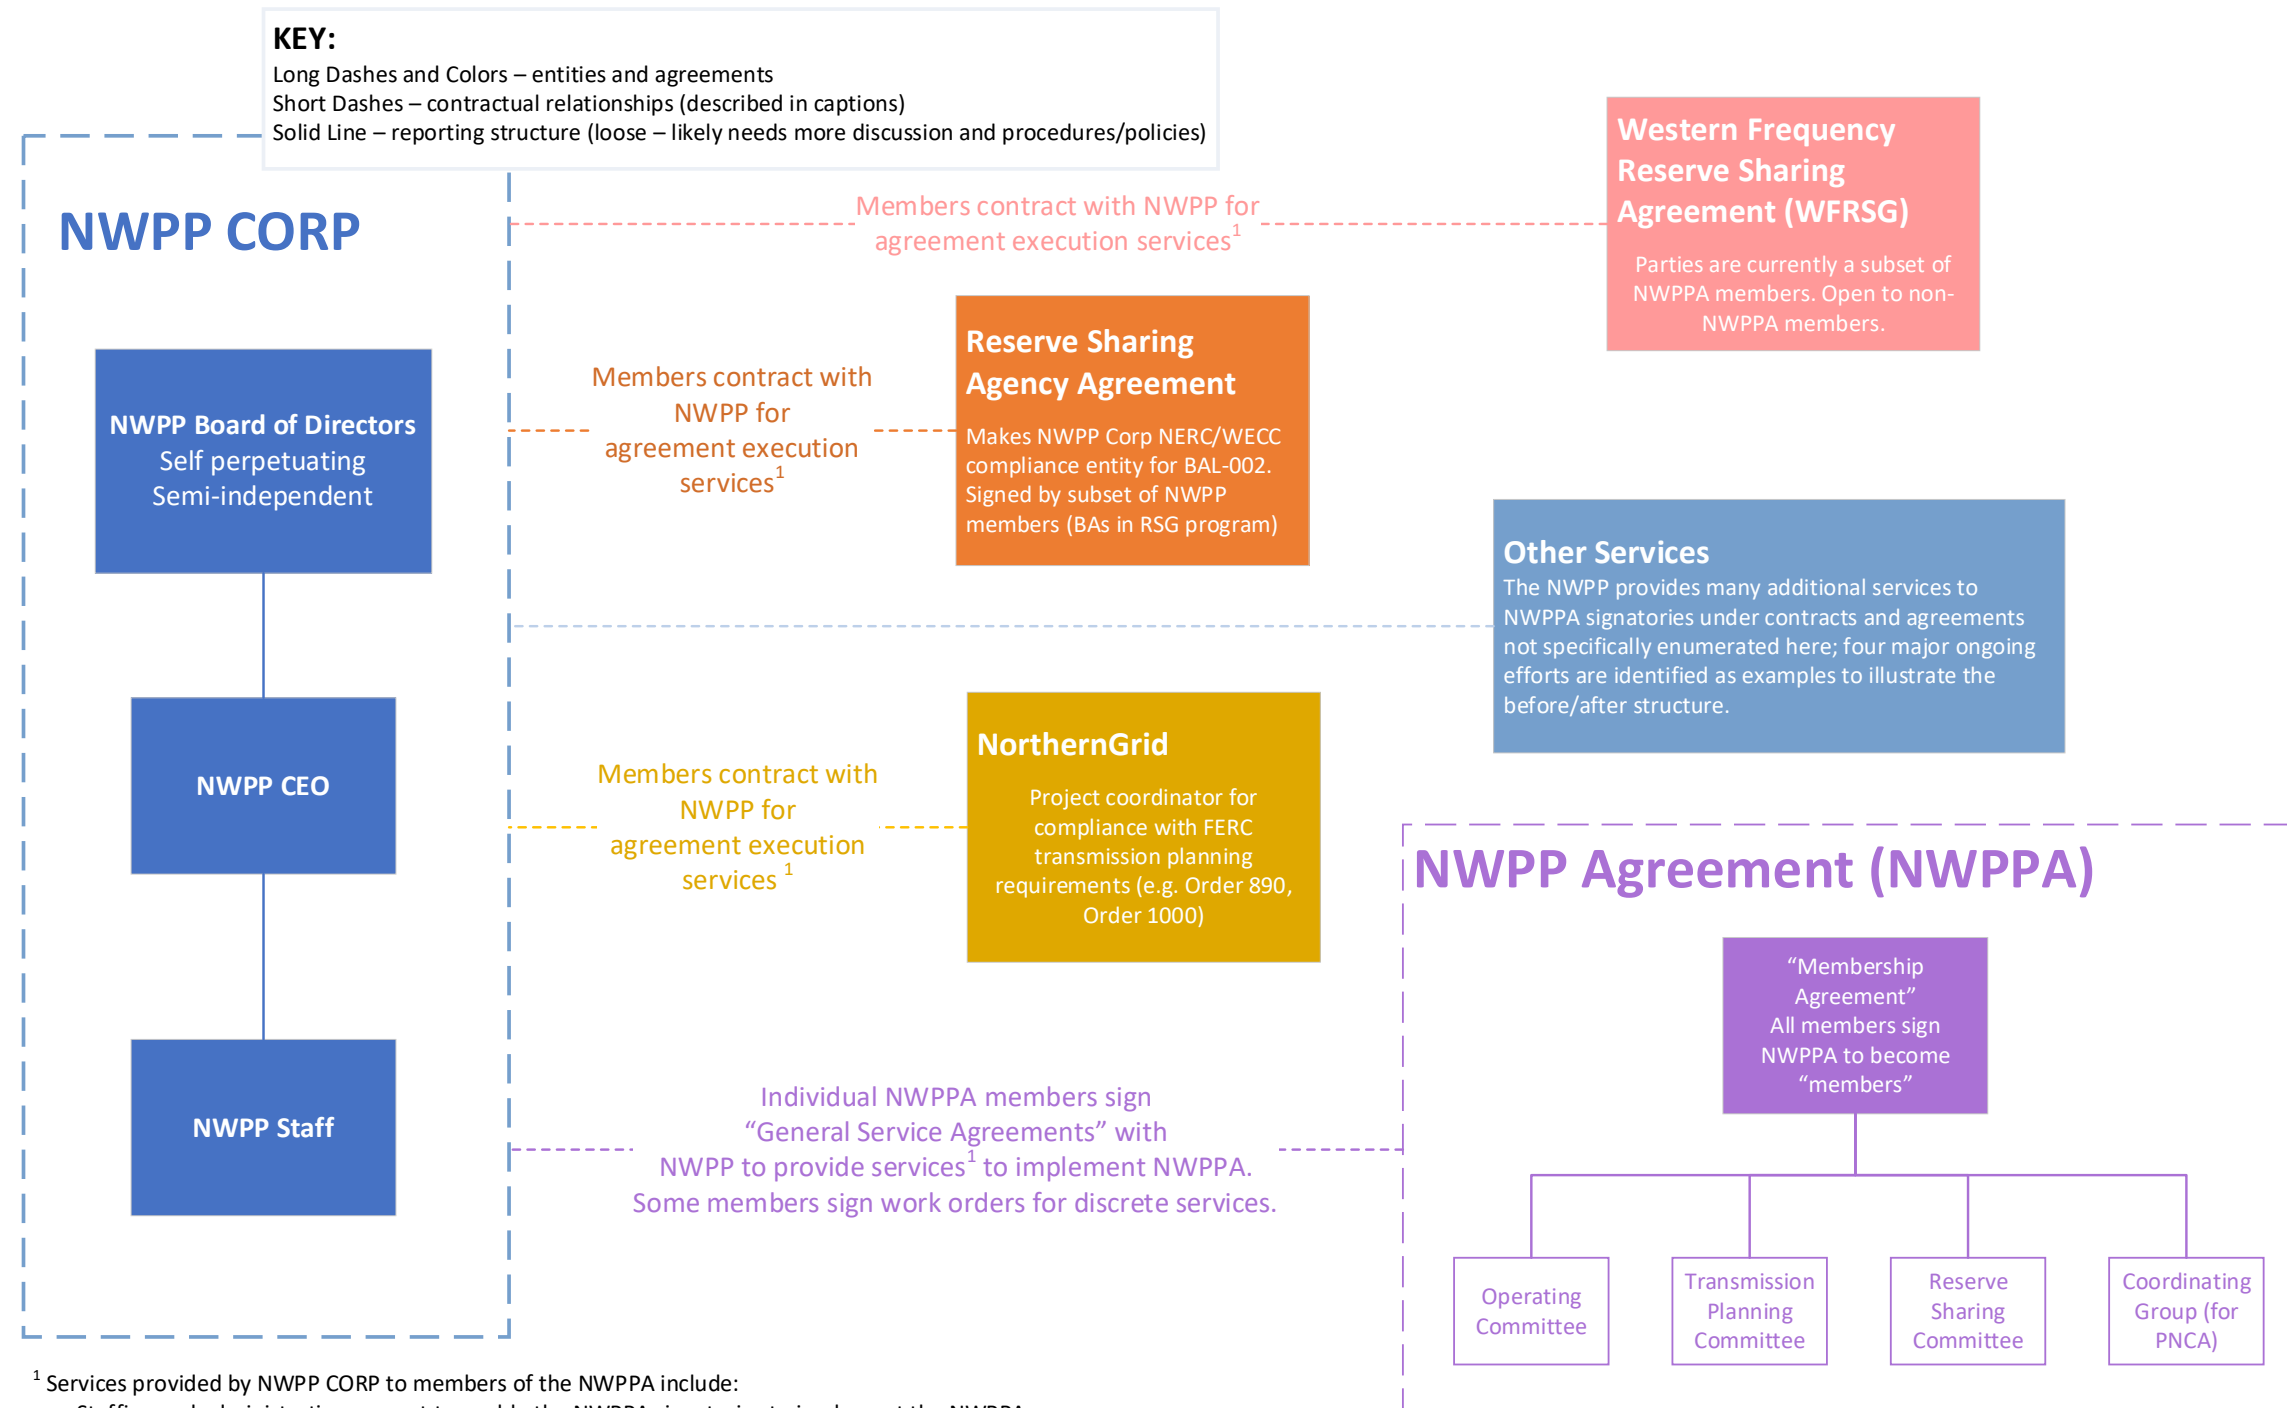 KEY:
Long Dashes and Colors – entities and agreements
Short Dashes – contractual relationships (described in captions)
Solid Line – reporting structure (loose – likely needs more discussion and procedures/policies)
NWPP CORP
NWPP Board of Directors
Self perpetuating
Semi-independent
NWPP CEO
NWPP Staff
Members contract with NWPP for
agreement execution services1
Western Frequency
Reserve Sharing
Agreement (WFRSG)
Parties are currently a subset of
NWPPA members. Open to non-
NWPPA members.
Members contract with
NWPP for
agreement execution
services1
Reserve Sharing
Agency Agreement
Makes NWPP Corp NERC/WECC
compliance entity for BAL-002.
Signed by subset of NWPP
members (BAs in RSG program)
Other Services
The NWPP provides many additional services to
NWPPA signatories under contracts and agreements
not specifically enumerated here; four major ongoing
efforts are identified as examples to illustrate the
before/after structure.
Members contract with
NWPP for
agreement execution
services 1
NorthernGrid
Project coordinator for
compliance with FERC
transmission planning
requirements (e.g. Order 890,
Order 1000)
NWPP Agreement (NWPPA)
“Membership
Agreement”
All members sign
NWPPA to become
“members”
Individual NWPPA members sign
“General Service Agreements” with
NWPP to provide services1 to implement NWPPA.
Some members sign work orders for discrete services.
Operating
Committee
Transmission
Planning
Committee
Reserve
Sharing
Committee
Coordinating
Group (for
PNCA)
1 Services provided by NWPP CORP to members of the NWPPA include: